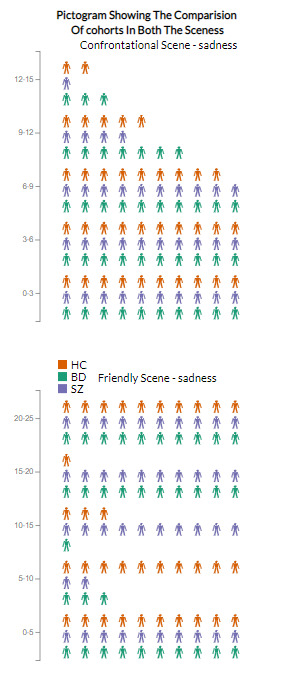 Pictogram Showing The Comparision
Of cohorts In Both The Sceness
Confrontational Scene - sadness
12-15
9-12
6-9
3-6
0-3
HC
BD
SZ
Friendly Scene - sadness
20-25
15-20
10-15
5-10
0-5